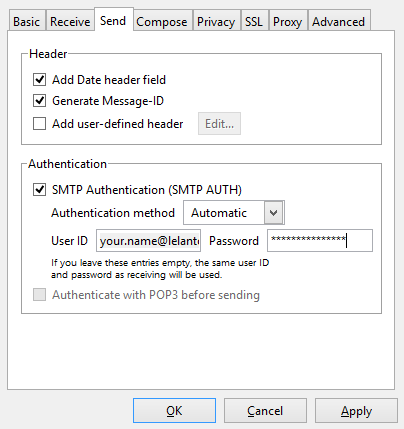 Basic Receive Send Compose Privacy SSL Proxy Advanced
Header
Add Date header field
Generate Message-ID
Add user-defined header Edit...
Authentication
SMTP Authentication (SMTP AUTH)
Authentication method Automatic
User ID your.name@lelant Password ***************
If you leave these entries empty, the same user ID
and password as receiving will be used.
Authenticate with POP3 before sending
OK Cancel Apply